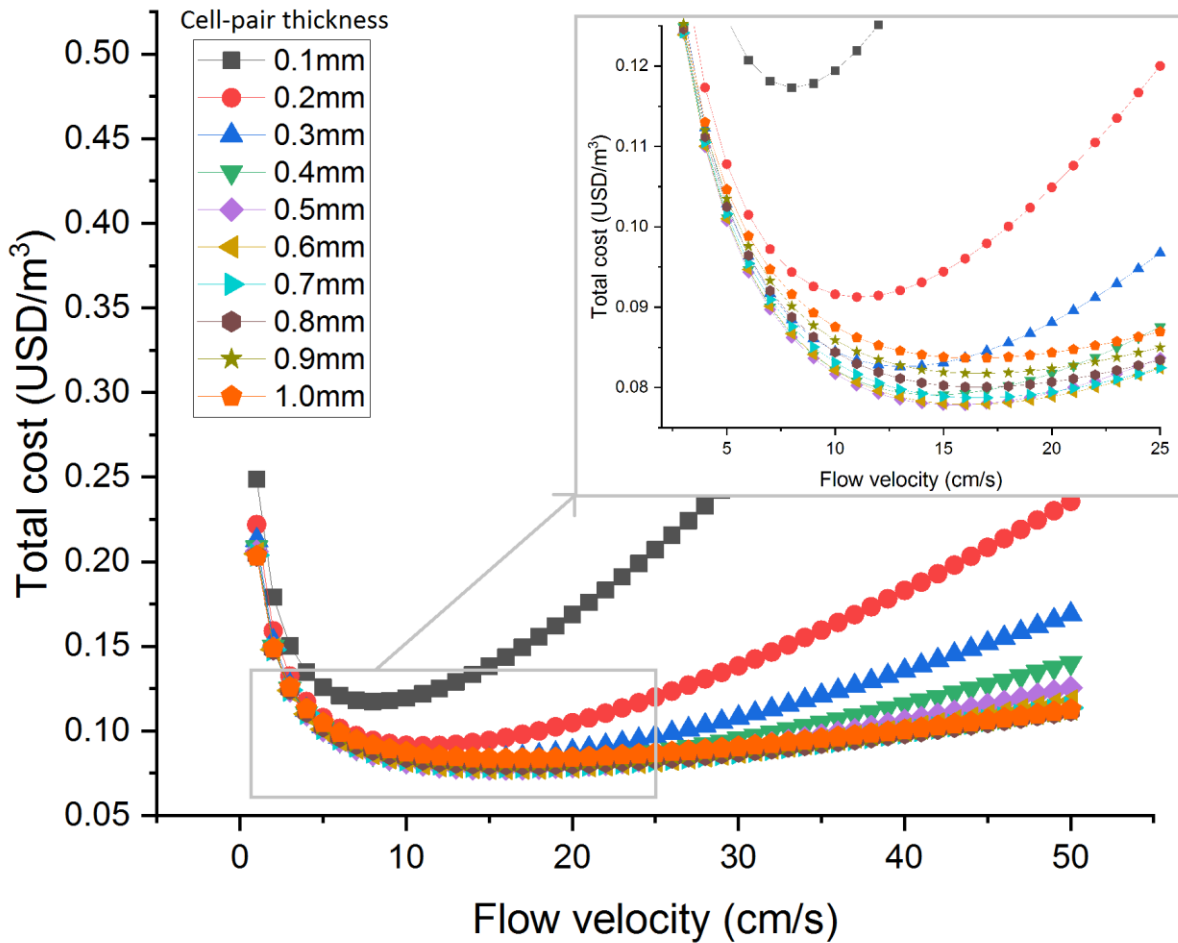 Cell-pair thickness
0.1mm
0.2mm
0.3mm
0.4mm
0.5mm
0.6mm
0.7mm
0.8mm
0.9mm
1.0mm
Total cost (USD/m³)
0.50
0.45
0.40
0.35
0.30
0.25
0.20
0.15
0.10
0.05
0
10
20
30
40
50
Flow velocity (cm/s)
Total cost (USD/m³)
0.12
0.11
0.10
0.09
0.08
5
10
15
20
25
Flow velocity (cm/s)